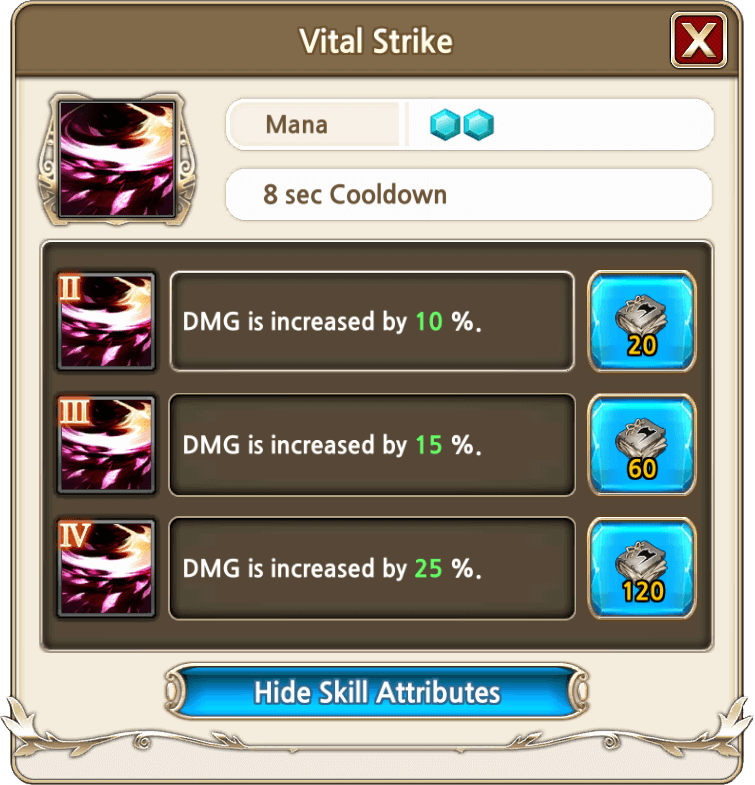 Vital Strike
X
Mana
8 sec Cooldown
II
DMG is increased by 10 %.
20
III
DMG is increased by 15 %.
60
IV
DMG is increased by 25 %.
120
Hide Skill Attributes